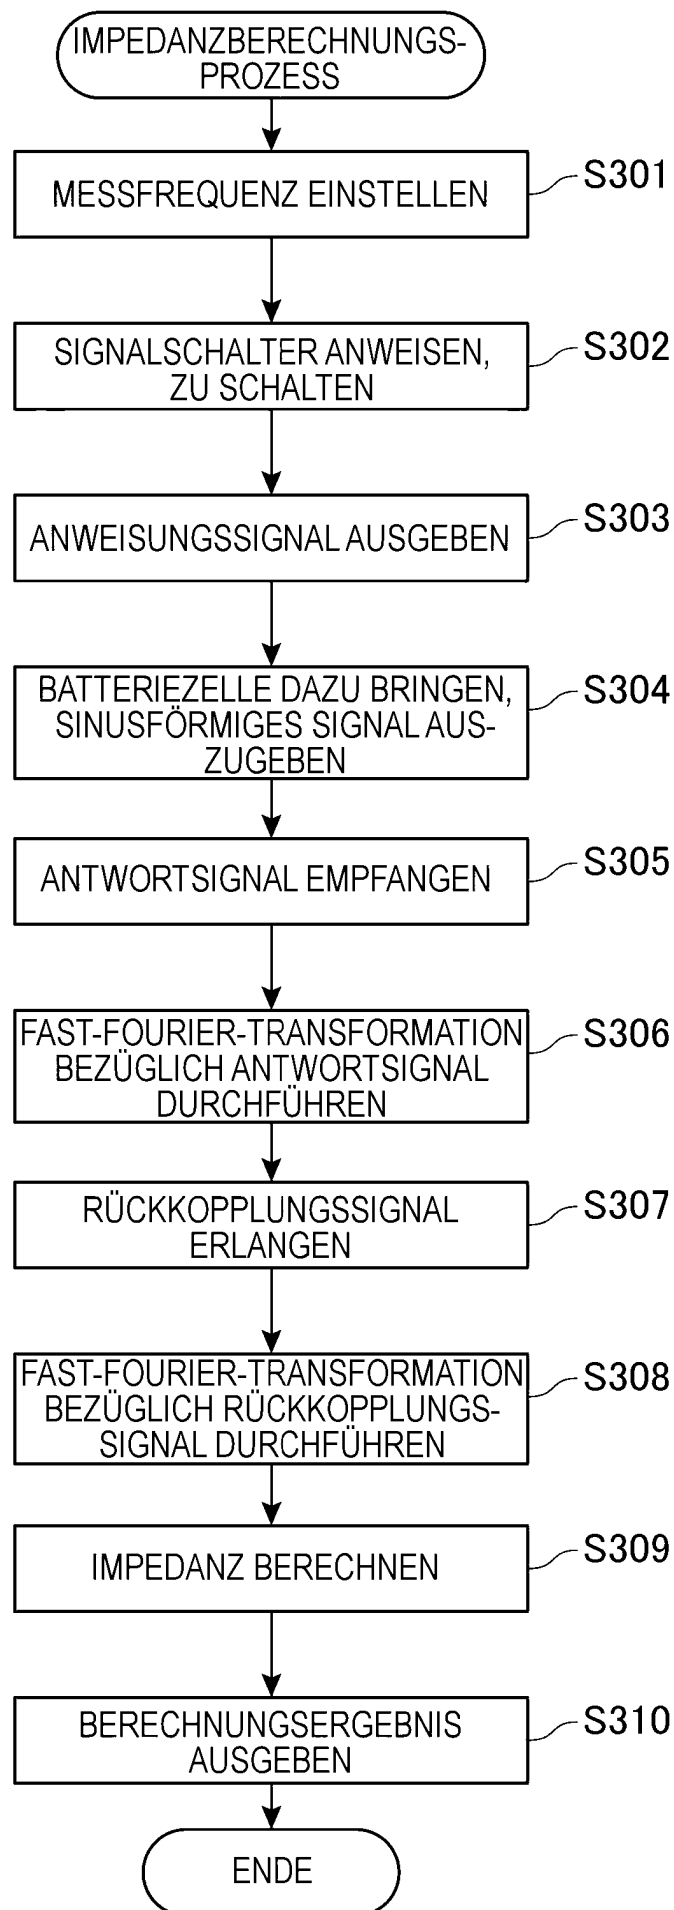 IMPEDANZBERECHNUNGS-
PROZESS
MESSFREQUENZ EINSTELLEN
S301
SIGNALSCHALTER ANWEISEN,
ZU SCHALTEN
S302
ANWEISUNGSSIGNAL AUSGEBEN
S303
BATTERIEZELLE DAZU BRINGEN,
SINUSFÖRMIGES SIGNAL AUS-
ZUGEBEN
S304
ANTWORTSIGNAL EMPFANGEN
S305
FAST-FOURIER-TRANSFORMATION
BEZÜGLICH ANTWORTSIGNAL
DURCHFÜHREN
S306
RÜCKKOPPLUNGSSIGNAL
ERLANGEN
S307
FAST-FOURIER-TRANSFORMATION
BEZÜGLICH RÜCKKOPPLUNGS-
SIGNAL DURCHFÜHREN
S308
IMPEDANZ BERECHNEN
S309
BERECHNUNGSERGEBNIS
AUSGEBEN
S310
ENDE